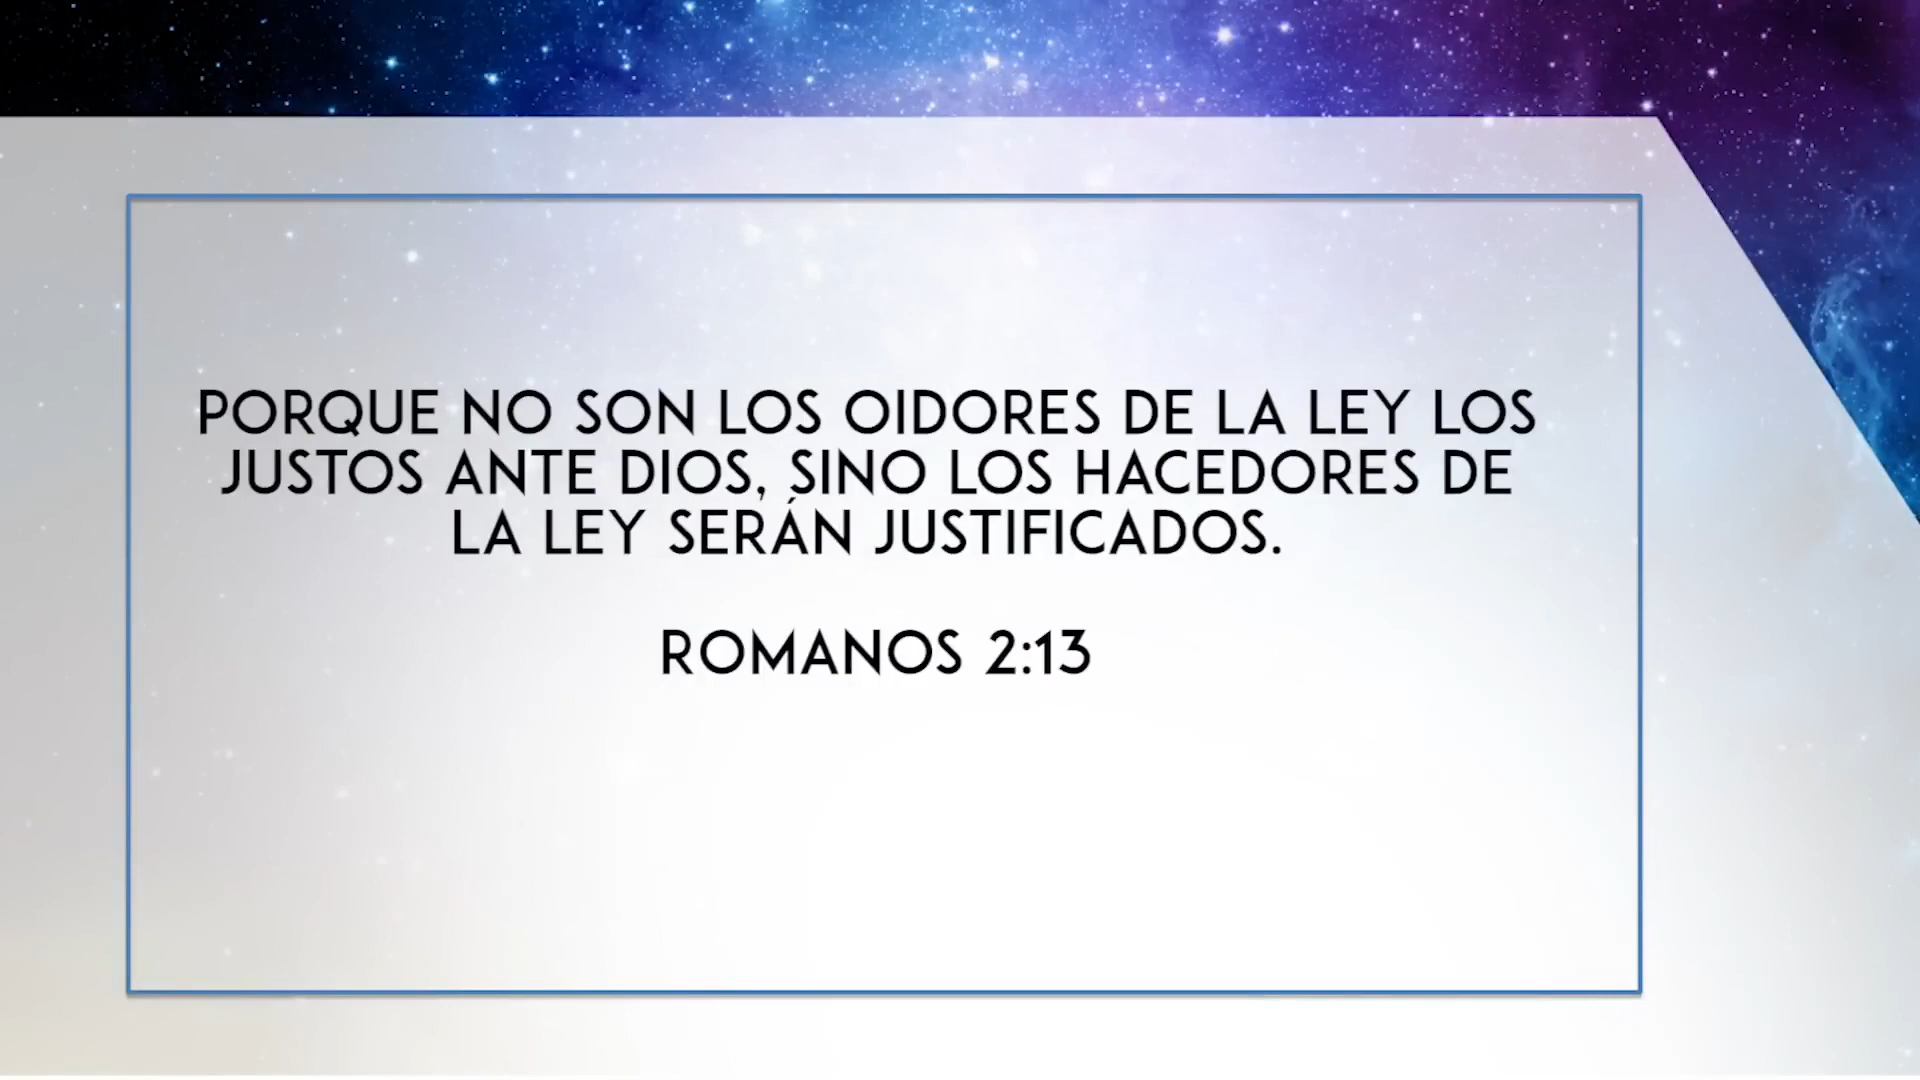 PORQUE NO SON LOS OIDORES DE LA LEY LOS
JUSTOS ANTE DIOS, SINO LOS HACEDORES DE
LA LEY SERÁN JUSTIFICADOS.
ROMANOS 2:13